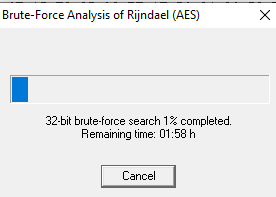 Brute-Force Analysis of Rijndael (AES)
32-bit brute-force search 1% completed.
Remaining time: 01:58 h
Cancel